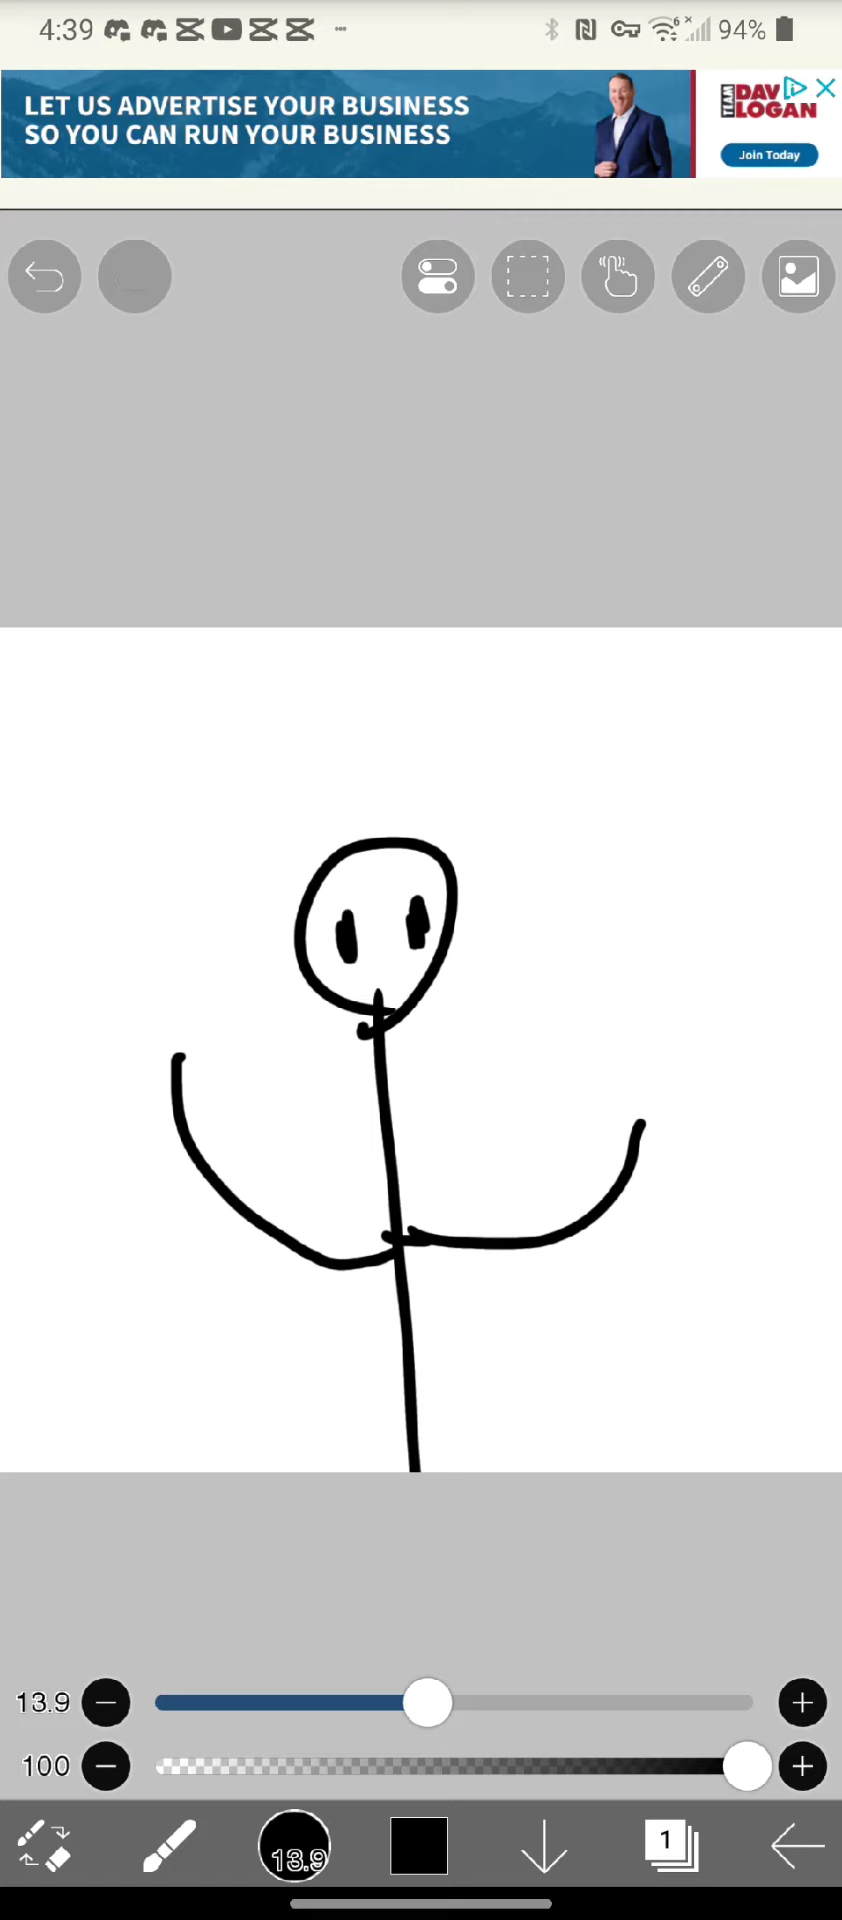 4:39
94%
LET US ADVERTISE YOUR BUSINESS
SO YOU CAN RUN YOUR BUSINESS
TEAM
DAV
LOGAN
Join Today
13.9
100
13.9
1